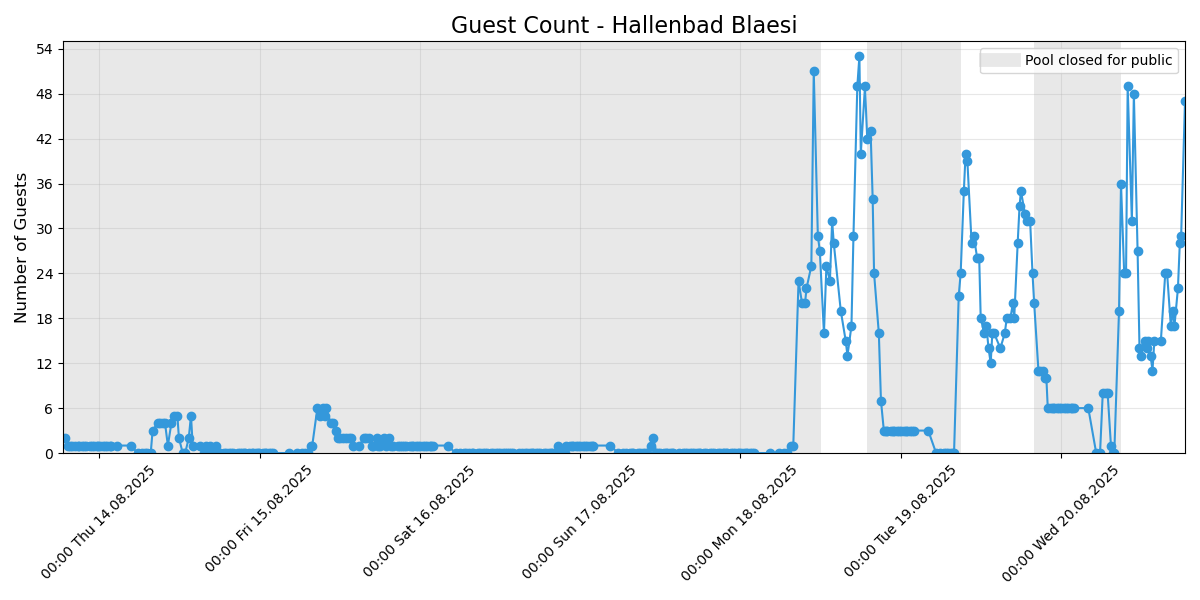 Guest Count - Hallenbad Blaesi
Pool closed for public
Number of Guests
54
48
42
36
30
24
18
12
6
0
00:00 Thu 14.08.2025
00:00 Fri 15.08.2025
00:00 Sat 16.08.2025
00:00 Sun 17.08.2025
00:00 Mon 18.08.2025
00:00 Tue 19.08.2025
00:00 Wed 20.08.2025